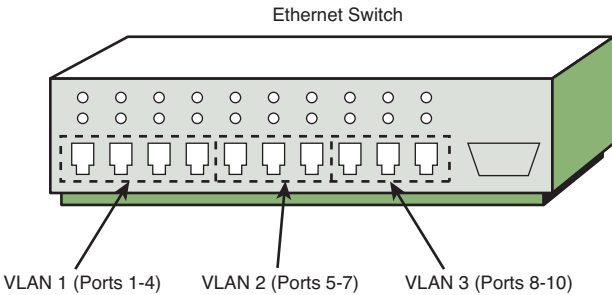 Ethernet Switch
VLAN 1 (Ports 1-4)
VLAN 2 (Ports 5-7)
VLAN 3 (Ports 8-10)